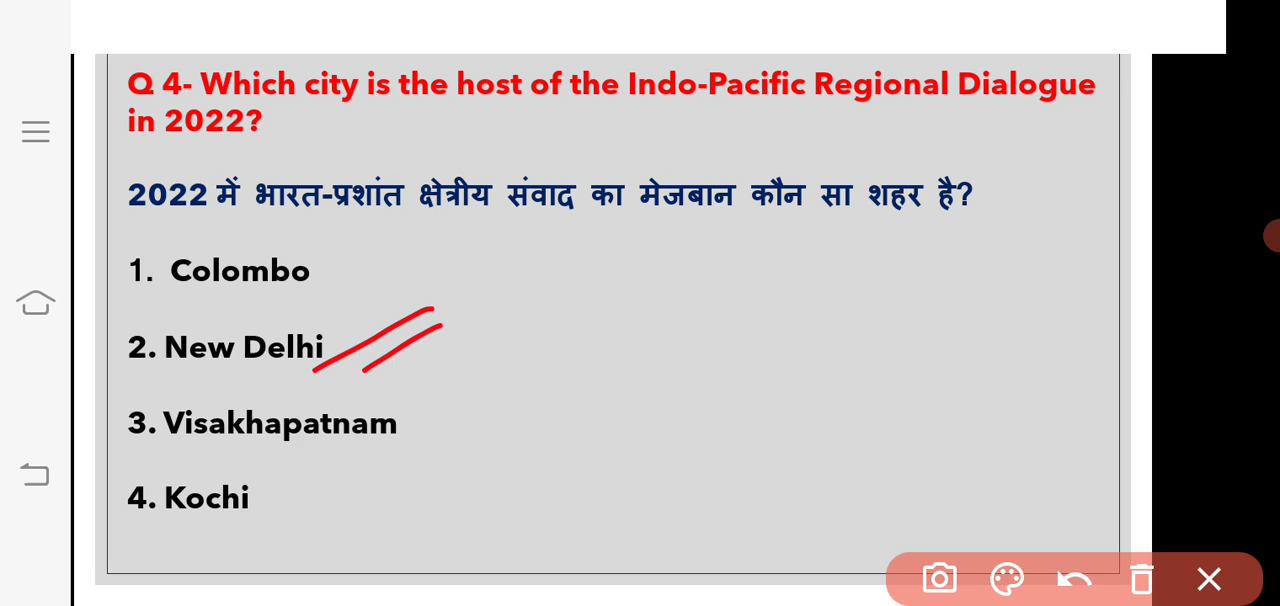 Q 4- Which city is the host of the Indo-Pacific Regional Dialogue
in 2022?
2022 में भारत-प्रशांत क्षेत्रीय संवाद का मेजबान कौन सा शहर है?
1. Colombo
2. New Delhi
3. Visakhapatnam
4. Kochi